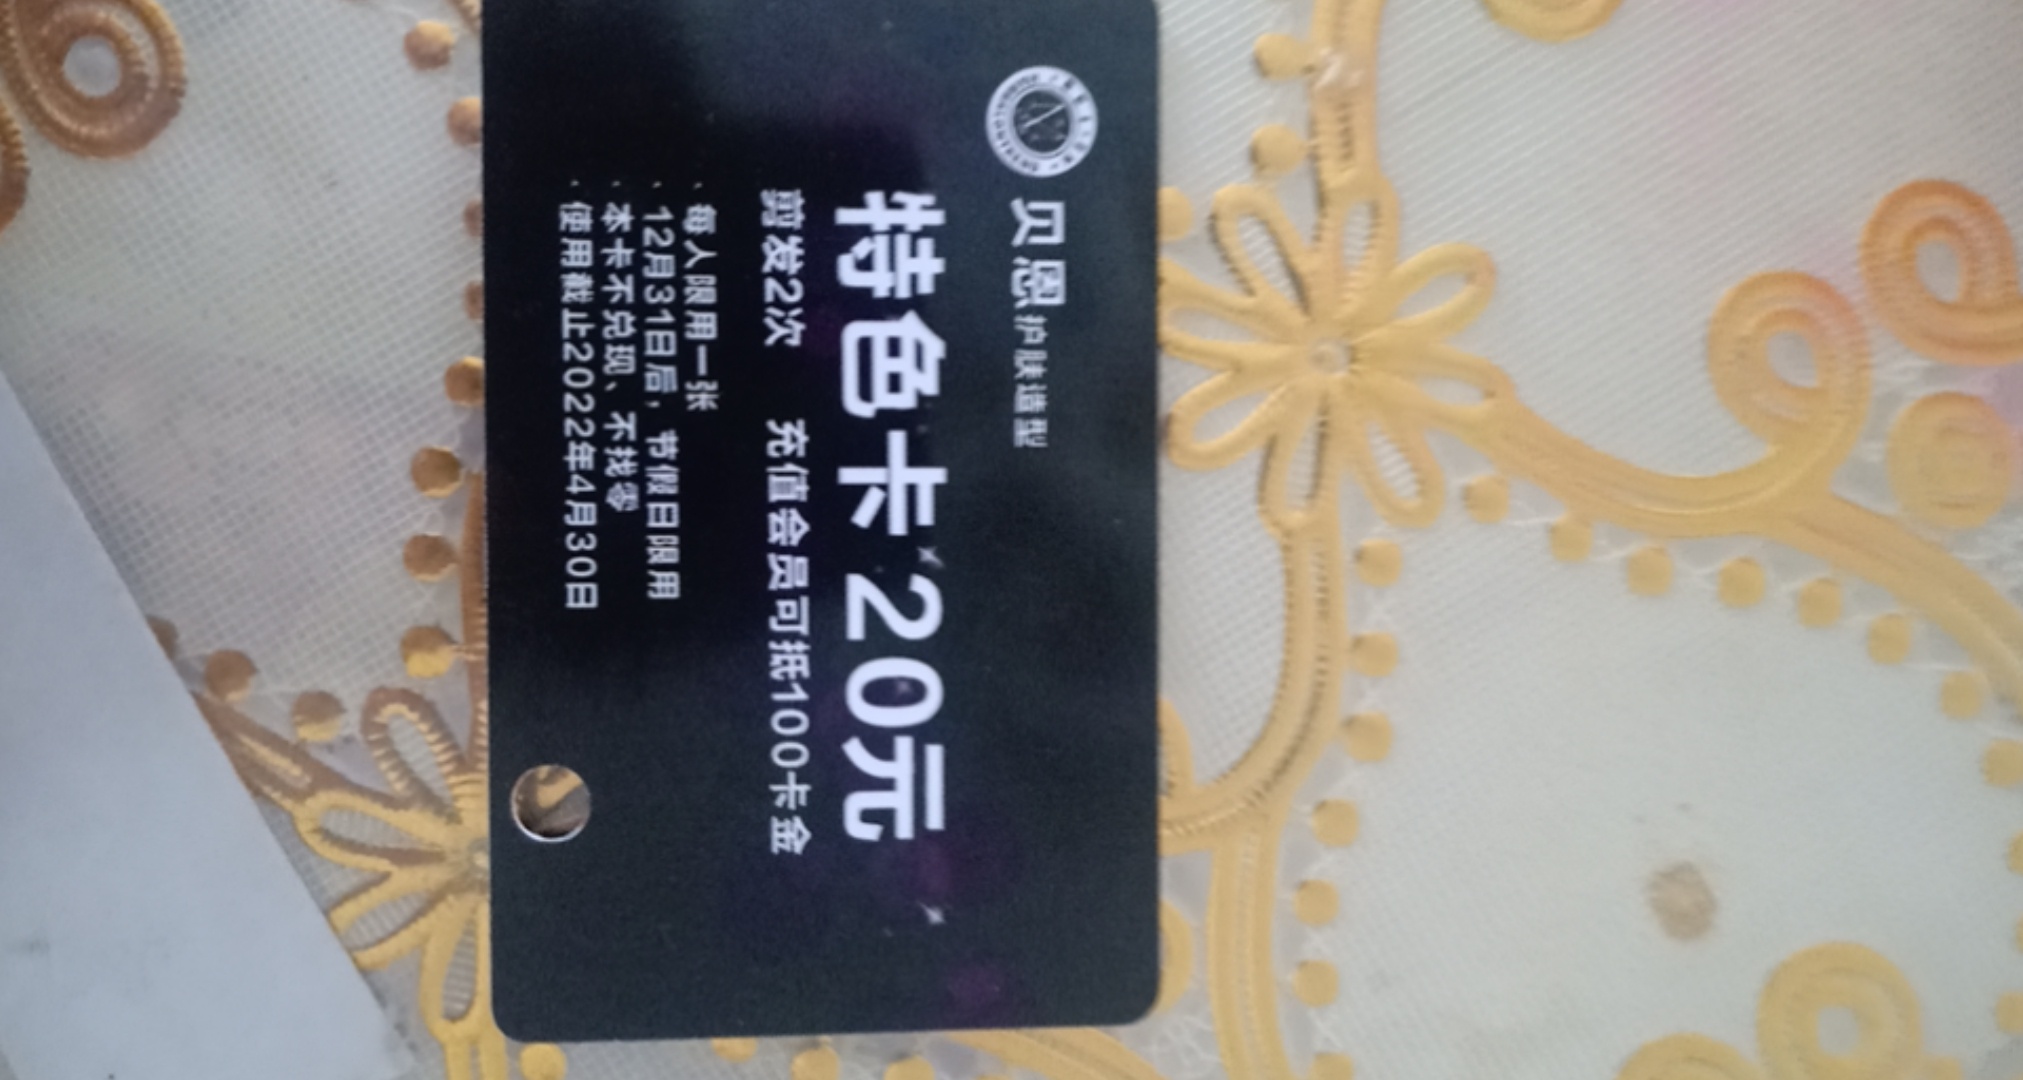 贝恩护肤造型
特色卡20元
剪发2次 充值会员可抵100卡金
· 每人限用一张
· 12月31日后，节假日限用
· 本卡不兑现、不找零
· 使用截止2022年4月30日